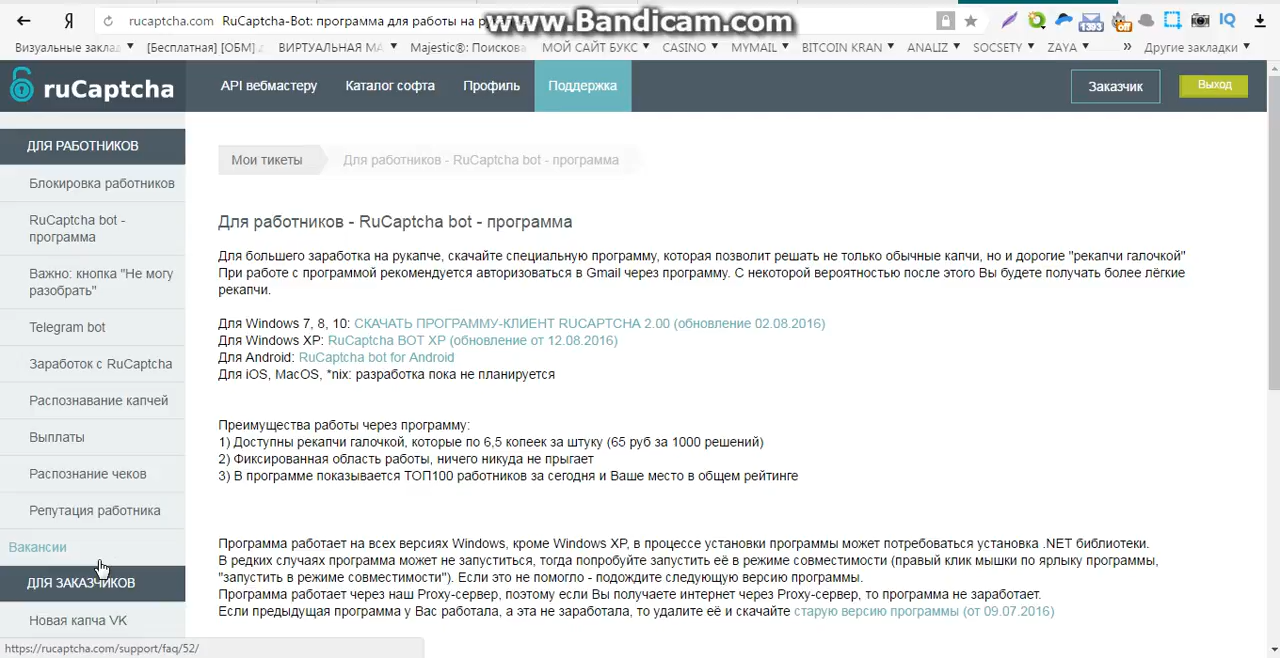 rucaptcha.com RuCaptcha-Bot: программа для работы на р
www.Bandicam.com
1393
off
IQ
Визуальные заклад
[Бесплатная] [ОБМ]
ВИРТУАЛЬНАЯ МА
Majestic®: Поискова
МОЙ САЙТ БУКС
CASINO
MYMAIL
BITCOIN KRAN
ANALIZ
SOCSETY
ZAYA
»
Другие закладки
ruCaptcha
API вебмастеру
Каталог софта
Профиль
Поддержка
Заказчик
Выход
ДЛЯ РАБОТНИКОВ
Блокировка работников
RuCaptcha bot -
программа
Важно: кнопка "Не могу
разобрать"
Telegram bot
Заработок с RuCaptcha
Распознавание капчей
Выплаты
Распознание чеков
Репутация работника
Вакансии
ДЛЯ ЗАКАЗЧИКОВ
Новая капча VK
Мои тикеты
Для работников - RuCaptcha bot - программа
Для работников - RuCaptcha bot - программа
Для большего заработка на рукапче, скачайте специальную программу, которая позволит решать не только обычные капчи, но и дорогие "рекапчи галочкой"
При работе с программой рекомендуется авторизоваться в Gmail через программу. С некоторой вероятностью после этого Вы будете получать более лёгкие
рекапчи.
Для Windows 7, 8, 10: СКАЧАТЬ ПРОГРАММУ-КЛИЕНТ RUCAPTCHA 2.00 (обновление 02.08.2016)
Для Windows XP: RuCaptcha BOT XP (обновление от 12.08.2016)
Для Android: RuCaptcha bot for Android
Для iOS, MacOS, *nix: разработка пока не планируется
Преимущества работы через программу:
1) Доступны рекапчи галочкой, которые по 6,5 копеек за штуку (65 руб за 1000 решений)
2) Фиксированная область работы, ничего никуда не прыгает
3) В программе показывается ТОП100 работников за сегодня и Ваше место в общем рейтинге
Программа работает на всех версиях Windows, кроме Windows XP, в процессе установки программы может потребоваться установка .NET библиотеки.
В редких случаях программа может не запуститься, тогда попробуйте запустить её в режиме совместимости (правый клик мышки по ярлыку программы,
"запустить в режиме совместимости"). Если это не помогло - подождите следующую версию программы.
Программа работает через наш Proxy-сервер, поэтому если Вы получаете интернет через Proxy-сервер, то программа не заработает.
Если предыдущая программа у Вас работала, а эта не заработала, то удалите её и скачайте старую версию программы (от 09.07.2016)
https://rucaptcha.com/support/faq/52/